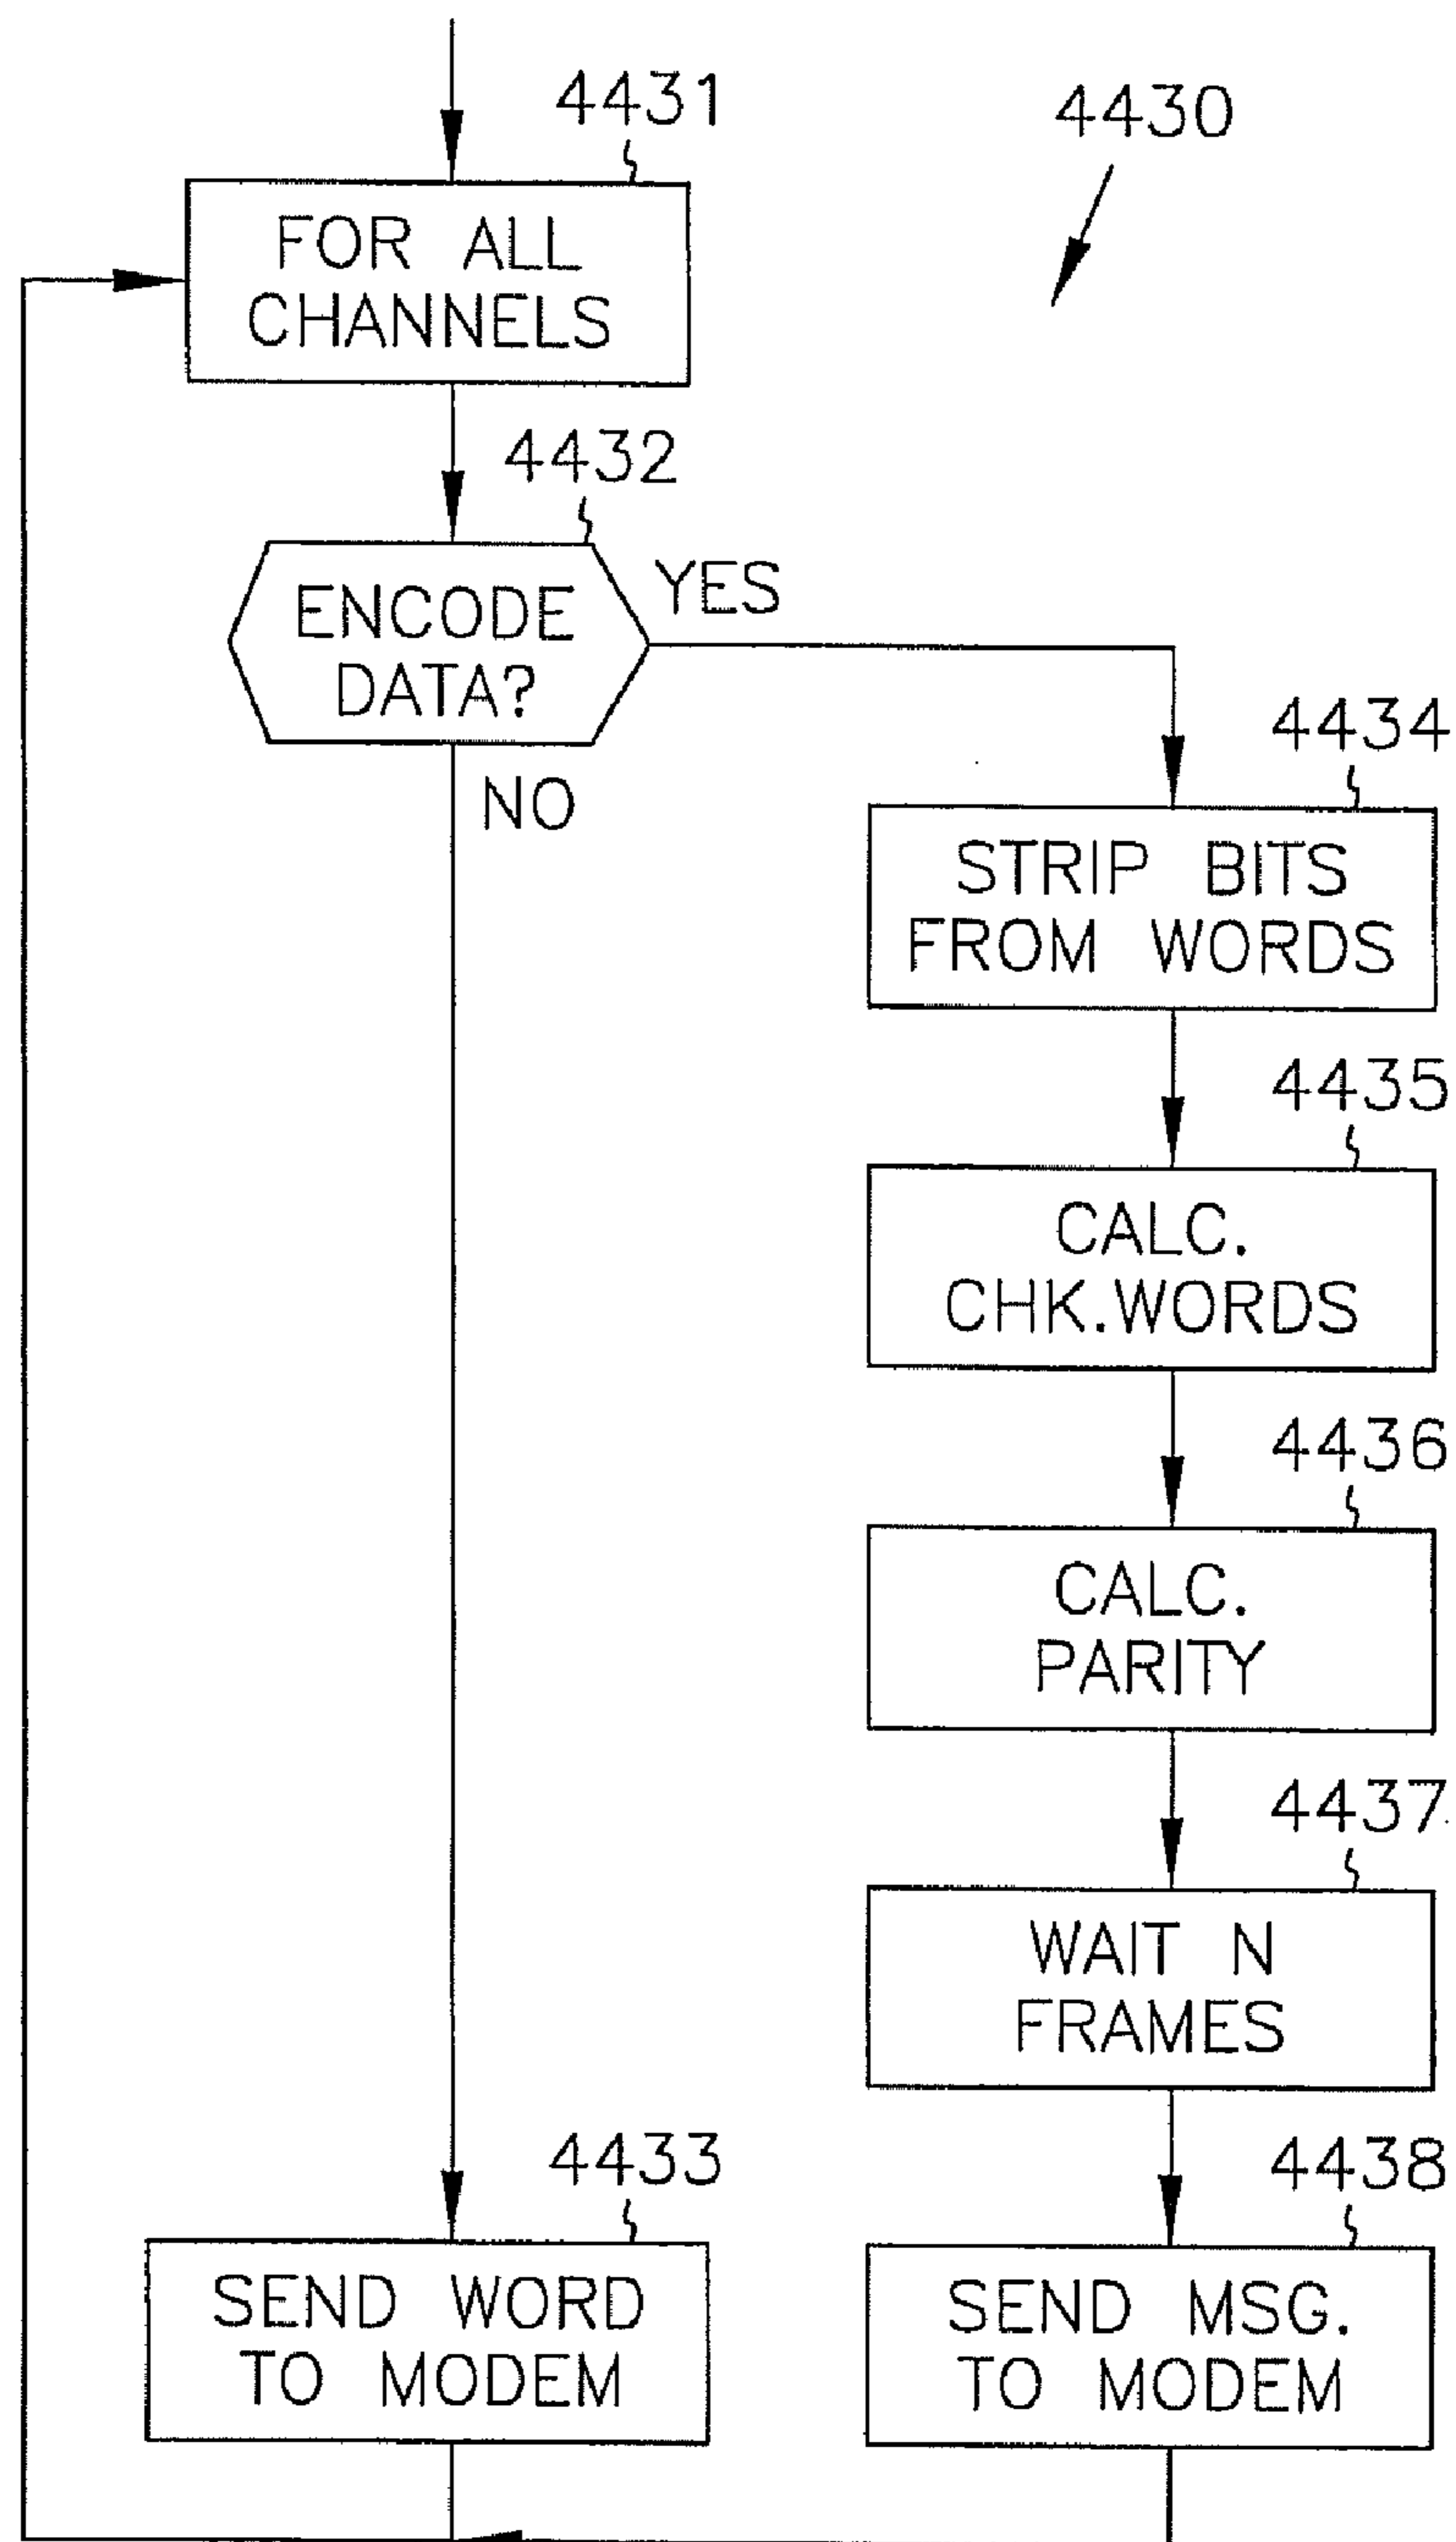 4431
4430
FOR ALL
CHANNELS
4432
ENCODE
DATA?
YES
NO
4434
STRIP BITS
FROM WORDS
4435
CALC.
CHK.WORDS
4436
CALC.
PARITY
4437
WAIT N
FRAMES
4433
SEND WORD
TO MODEM
4438
SEND MSG.
TO MODEM